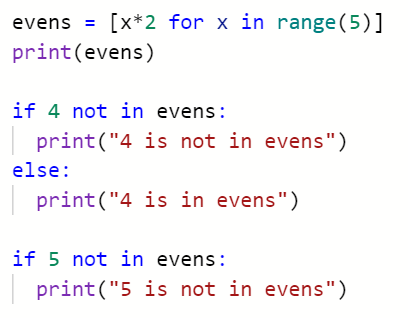 evens = [x*2 for x in range(5)]
print(evens)

if 4 not in evens:
  print("4 is not in evens")
else:
  print("4 is in evens")

if 5 not in evens:
  print("5 is not in evens")